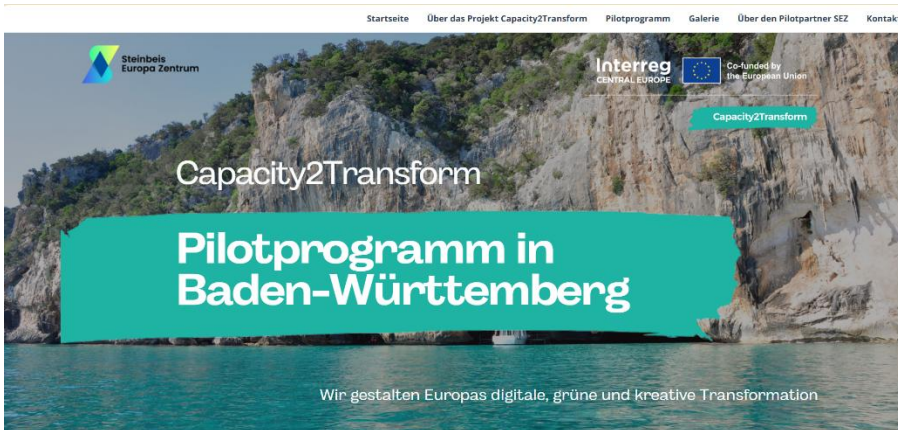 Startseite Über das Projekt Capacity2Transform Pilotprogramm Galerie Über den Pilotpartner SEZ Kontakt
Steinbeis
Europa Zentrum
Interreg
CENTRAL EUROPE
Co-funded by
the European Union
Capacity2Transform
Capacity2Transform
Pilotprogramm in
Baden-Württemberg
Wir gestalten Europas digitale, grüne und kreative Transformation